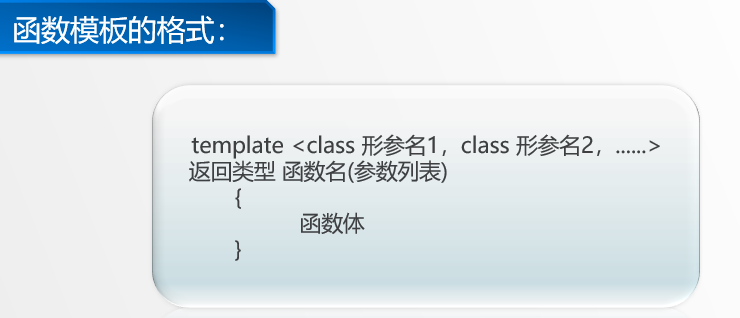 函数模板的格式：
template <class 形参名1，class 形参名2，......>
返回类型 函数名(参数列表)
{
函数体
}